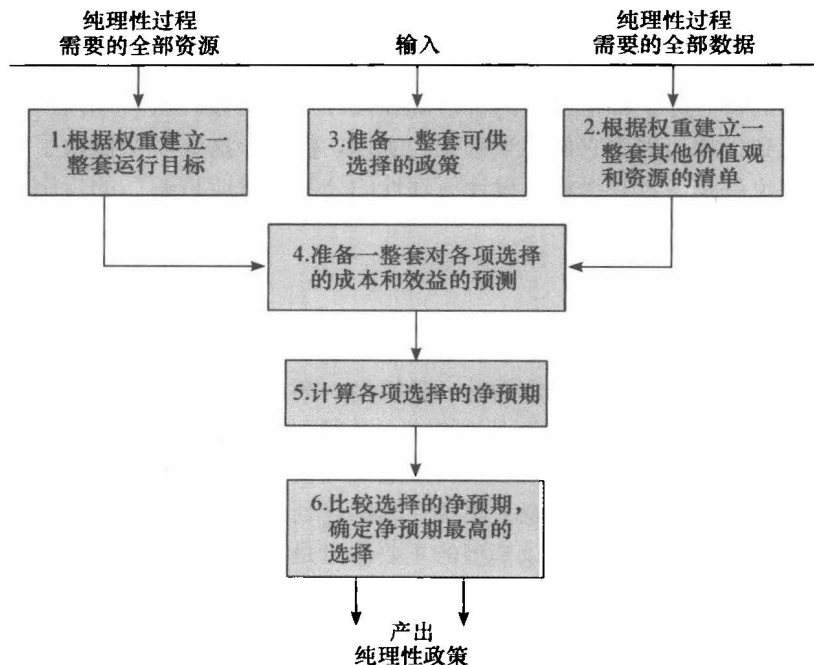 纯理性过程
需要的全部资源
输入
纯理性过程
需要的全部数据
1.根据权重建立一
整套运行目标
3.准备一整套可供
选择的政策
2.根据权重建立一
整套其他价值观
和资源的清单
4.准备一整套对各项选择
的成本和效益的预测
5.计算各项选择的净预期
6.比较选择的净预期，
确定净预期最高的
选择
产出
纯理性政策